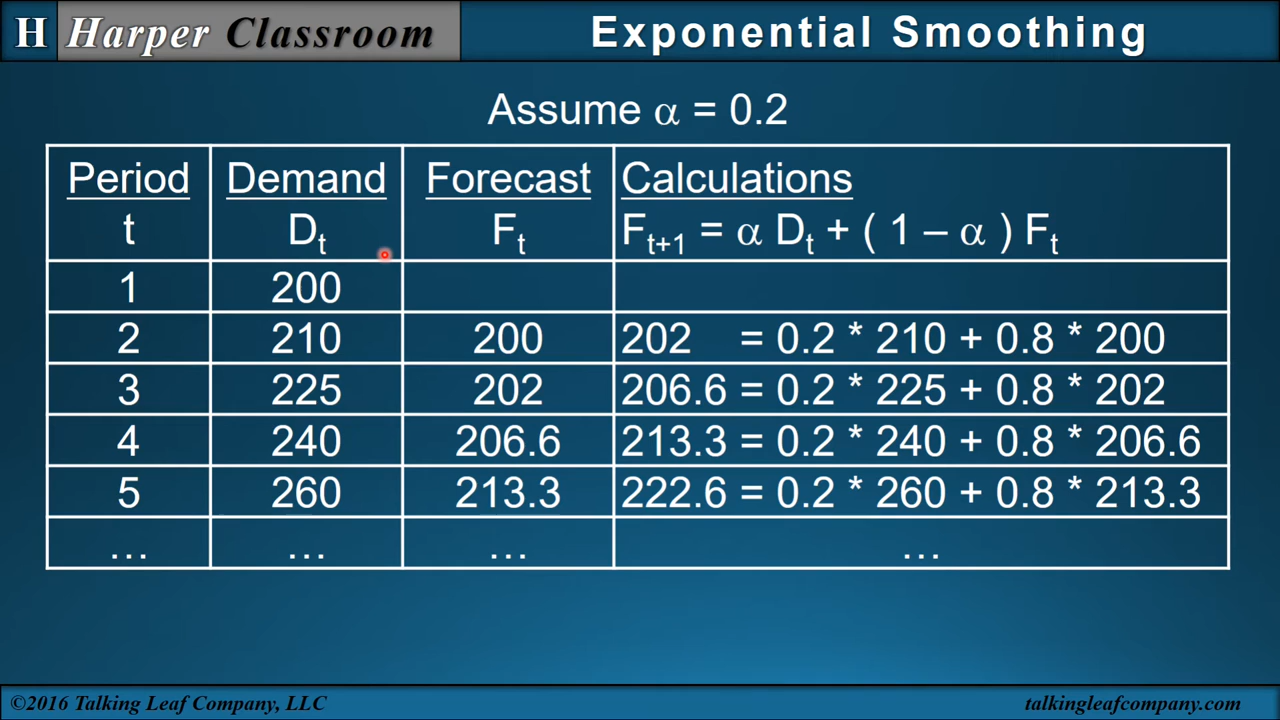 H Harper Classroom Exponential Smoothing
Assume α = 0.2
Period Demand Forecast Calculations
t Dt Ft Ft+1 = α Dt + ( 1 – α ) Ft
1 200
2 210 200 202 = 0.2 * 210 + 0.8 * 200
3 225 202 206.6 = 0.2 * 225 + 0.8 * 202
4 240 206.6 213.3 = 0.2 * 240 + 0.8 * 206.6
5 260 213.3 222.6 = 0.2 * 260 + 0.8 * 213.3
… … … …
©2016 Talking Leaf Company, LLC talkingleafcompany.com